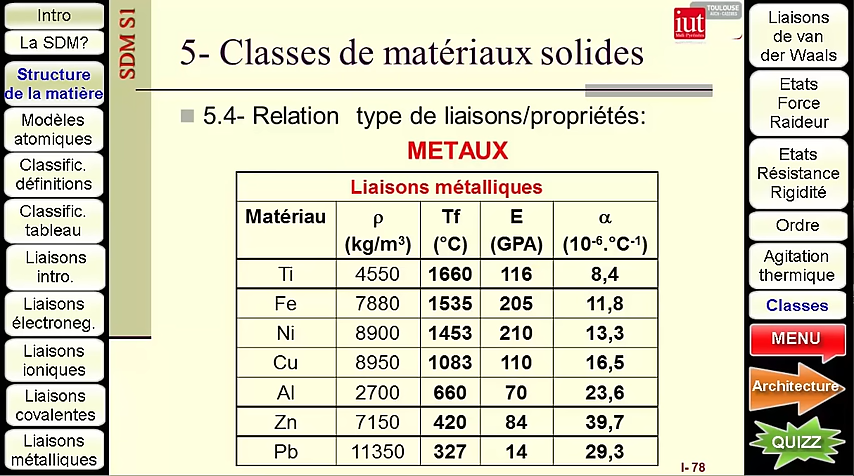 Intro
La SDM?
Structure
de la matière
Modèles
atomiques
Classific.
définitions
Classific.
tableau
Liaisons
intro.
Liaisons
électroneg.
Liaisons
ioniques
Liaisons
covalentes
Liaisons
métalliques
SDM S1
5- Classes de matériaux solides
iut
TOULOUSE
5.4- Relation type de liaisons/propriétés:
METAUX
Liaisons métalliques
Matériau ρ Tf E α
(kg/m³) (°C) (GPA) (10⁻⁶.°C⁻¹)
Ti 4550 1660 116 8,4
Fe 7880 1535 205 11,8
Ni 8900 1453 210 13,3
Cu 8950 1083 110 16,5
Al 2700 660 70 23,6
Zn 7150 420 84 39,7
Pb 11350 327 14 29,3
I- 78
Liaisons
de van
der Waals
Etats
Force
Raideur
Etats
Résistance
Rigidité
Ordre
Agitation
thermique
Classes
MENU
Architecture
QUIZZ